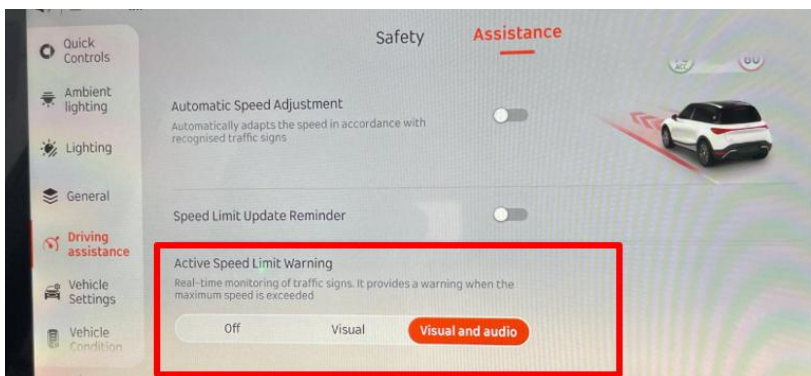 Quick
Controls
Ambient
lighting
Lighting
General
Driving
assistance
Vehicle
Settings
Vehicle
Condition
Safety
Assistance
ACC
60
Automatic Speed Adjustment
Automatically adapts the speed in accordance with
recognised traffic signs
Speed Limit Update Reminder
Active Speed Limit Warning
Real-time monitoring of traffic signs. It provides a warning when the
maximum speed is exceeded
Off
Visual
Visual and audio